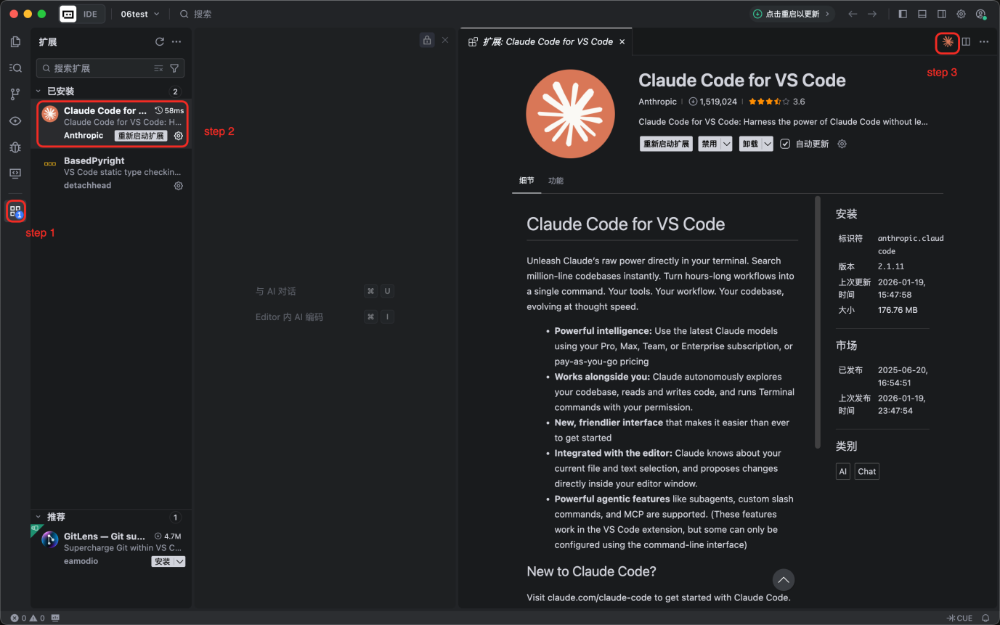 IDE
06test
搜索
点击重启以更新
扩展
搜索扩展
已安装
2
Claude Code for ...
58ms
Claude Code for VS Code: H...
Anthropic
重新启动扩展
step 2
BasedPyright
VS Code static type checkin...
detachhead
1
step 1
与 AI 对话
⌘ U
Editor 内 AI 编码
⌘ I
推荐
1
GitLens — Git su...
4.7M
Supercharge Git within VS C...
eamodio
安装
扩展: Claude Code for VS Code
step 3
Claude Code for VS Code
Anthropic
1,519,024
3.6
Claude Code for VS Code: Harness the power of Claude Code without le...
重新启动扩展
禁用
卸载
自动更新
细节
功能
Claude Code for VS Code
Unleash Claude’s raw power directly in your terminal. Search
million-line codebases instantly. Turn hours-long workflows into
a single command. Your tools. Your workflow. Your codebase,
evolving at thought speed.
• Powerful intelligence: Use the latest Claude models
using your Pro, Max, Team, or Enterprise subscription, or
pay-as-you-go pricing
• Works alongside you: Claude autonomously explores
your codebase, reads and writes code, and runs Terminal
commands with your permission.
• New, friendlier interface that makes it easier than ever
to get started
• Integrated with the editor: Claude knows about your
current file and text selection, and proposes changes
directly inside your editor window.
• Powerful agentic features like subagents, custom slash
commands, and MCP are supported. (These features
work in the VS Code extension, but some can only be
configured using the command-line interface)
New to Claude Code?
Visit claude.com/claude-code to get started with Claude Code.
安装
标识符 anthropic.claud
code
版本 2.1.11
上次更新 2026-01-19,
时间 15:47:58
大小 176.76 MB
市场
已发布 2025-06-20,
16:54:51
上次发布 2026-01-19,
时间 23:47:54
类别
AI
Chat
0
0
CUE